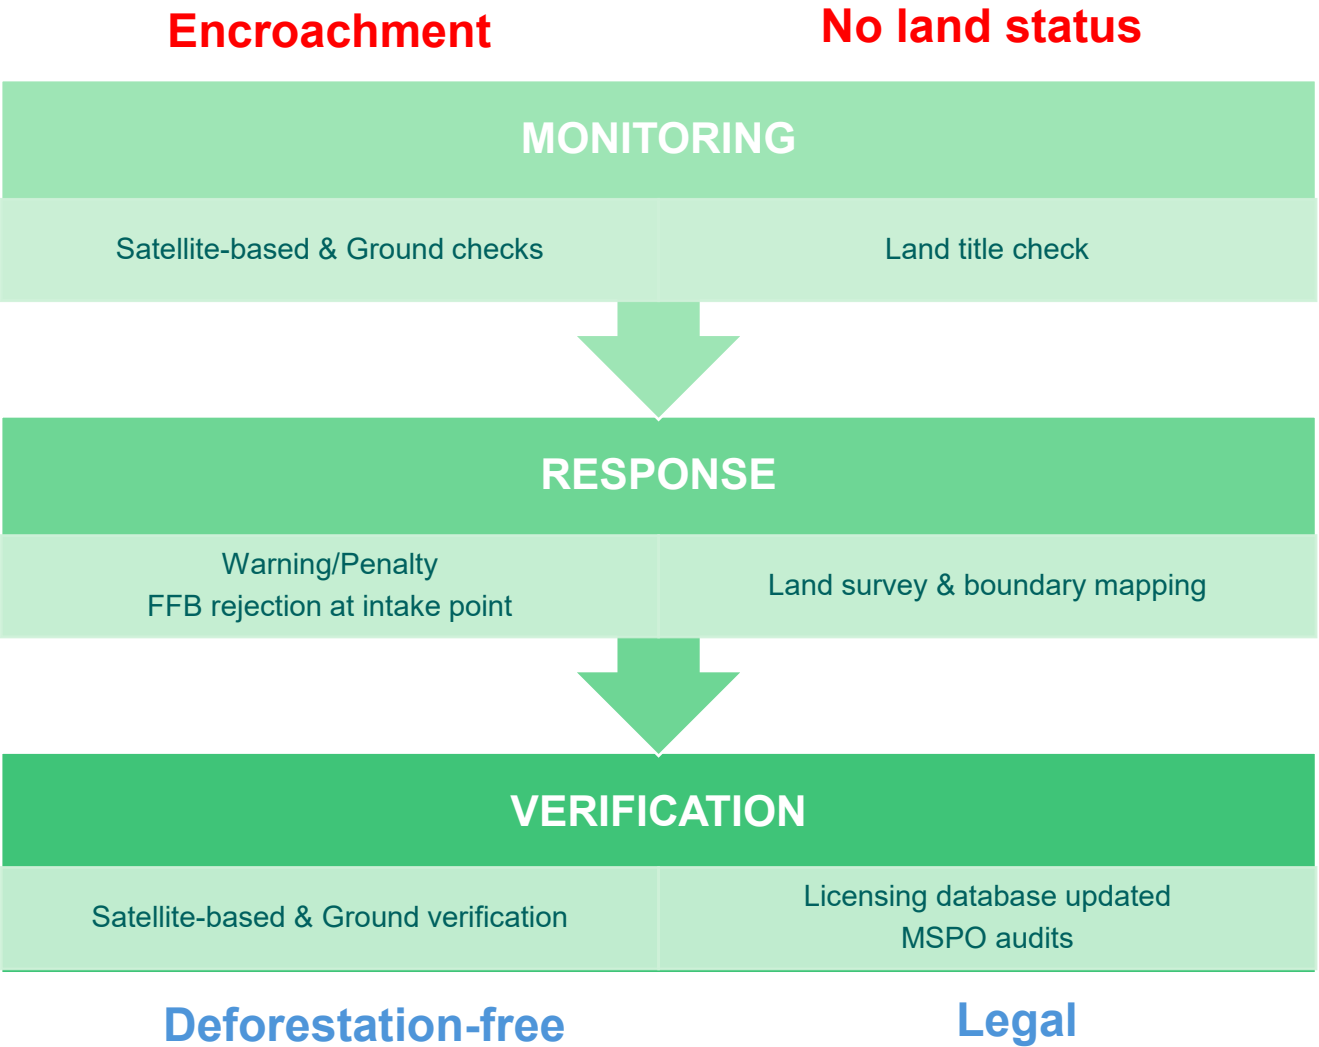 Encroachment
No land status
MONITORING
Satellite-based & Ground checks
Land title check
RESPONSE
Warning/Penalty
FFB rejection at intake point
Land survey & boundary mapping
VERIFICATION
Satellite-based & Ground verification
Licensing database updated
MSPO audits
Deforestation-free
Legal